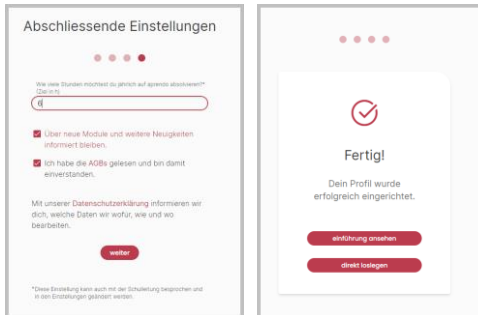 Abschliessende Einstellungen
Wie viele Stunden möchtest du jährlich auf aprendo absolvieren?*
(Zeit in h)
6
Über neue Module und weitere Neuigkeiten
informiert bleiben.
Ich habe die AGBs gelesen und bin damit
einverstanden.
Mit unserer Datenschutzerklärung informieren wir
dich, welche Daten wir wofür, wie und wo
bearbeiten.
weiter
*Diese Einstellung kann auch mit der Schulleitung besprochen und
in den Einstellungen geändert werden.
Fertig!
Dein Profil wurde
erfolgreich eingerichtet.
einführung ansehen
direkt loslegen